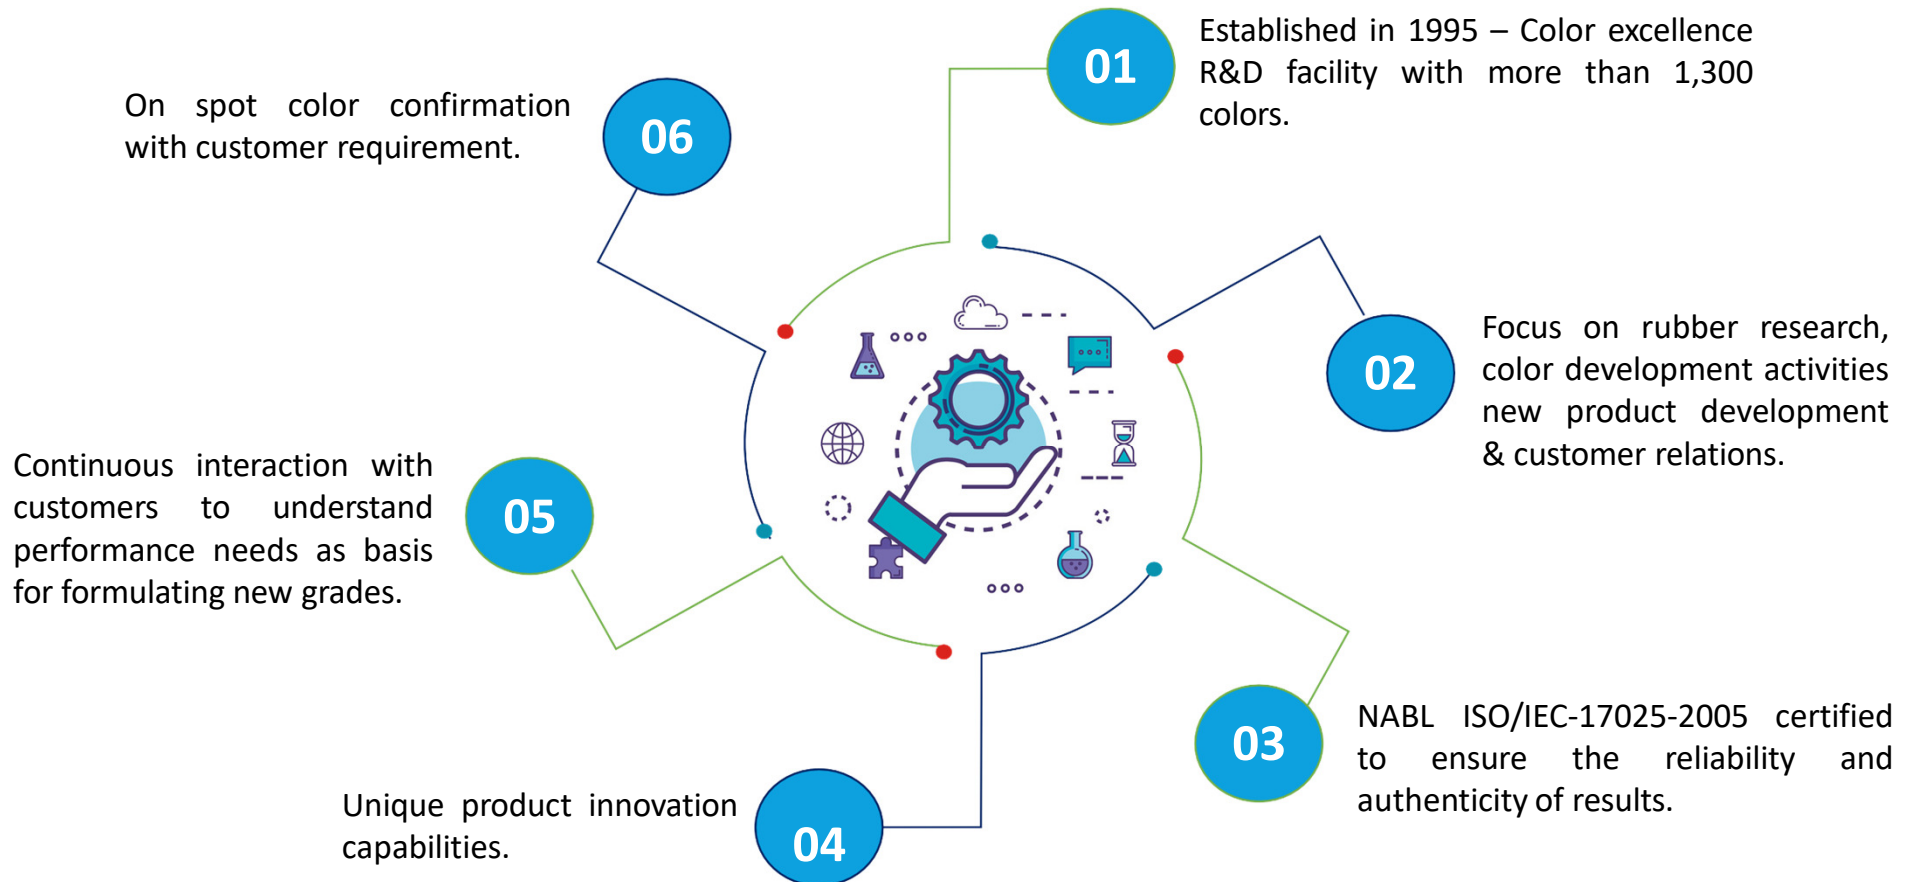 01
Established in 1995 – Color excellence
R&D facility with more than 1,300
colors.
02
Focus on rubber research,
color development activities
new product development
& customer relations.
03
NABL ISO/IEC-17025-2005 certified
to ensure the reliability and
authenticity of results.
04
Unique product innovation
capabilities.
05
Continuous interaction with
customers to understand
performance needs as basis
for formulating new grades.
06
On spot color confirmation
with customer requirement.